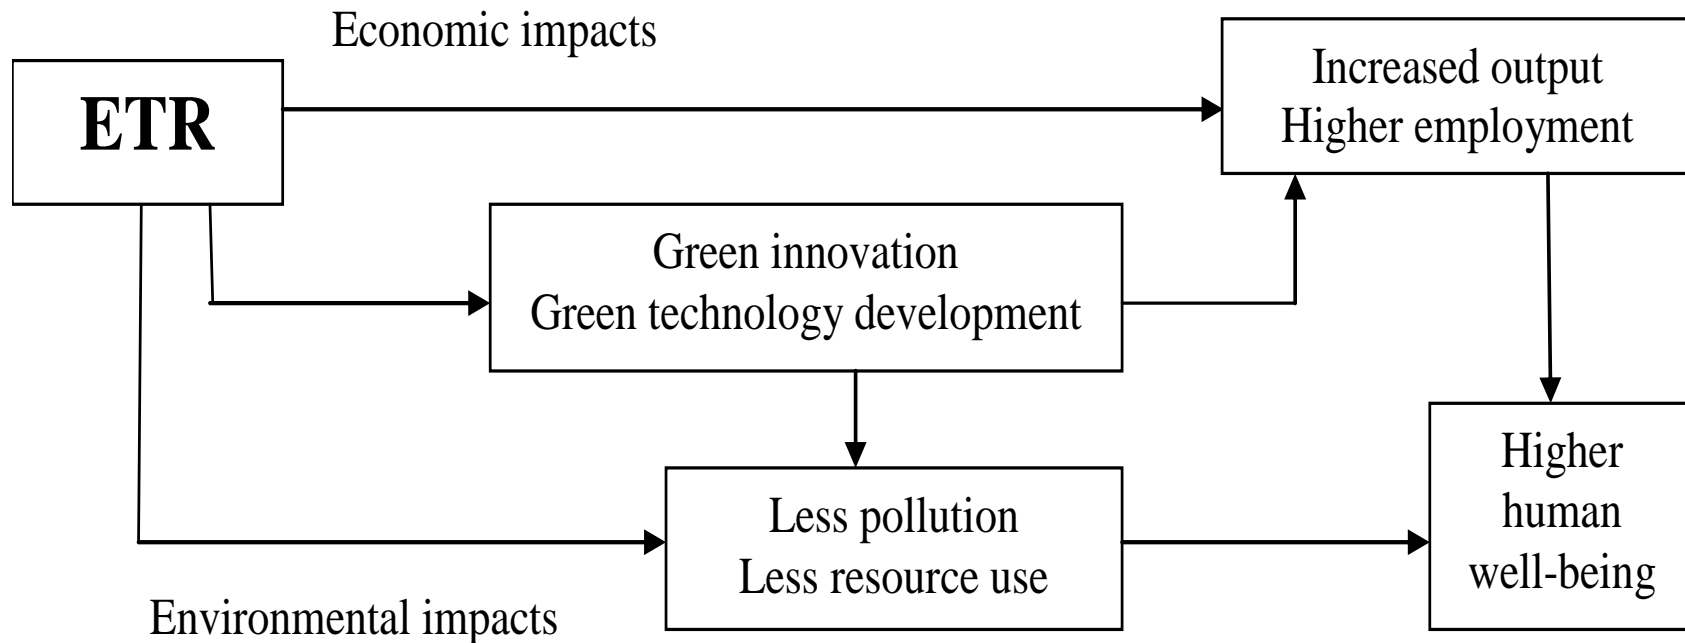 Economic impacts
ETR
Increased output
Higher employment
Green innovation
Green technology development
Less pollution
Less resource use
Higher
human
well-being
Environmental impacts